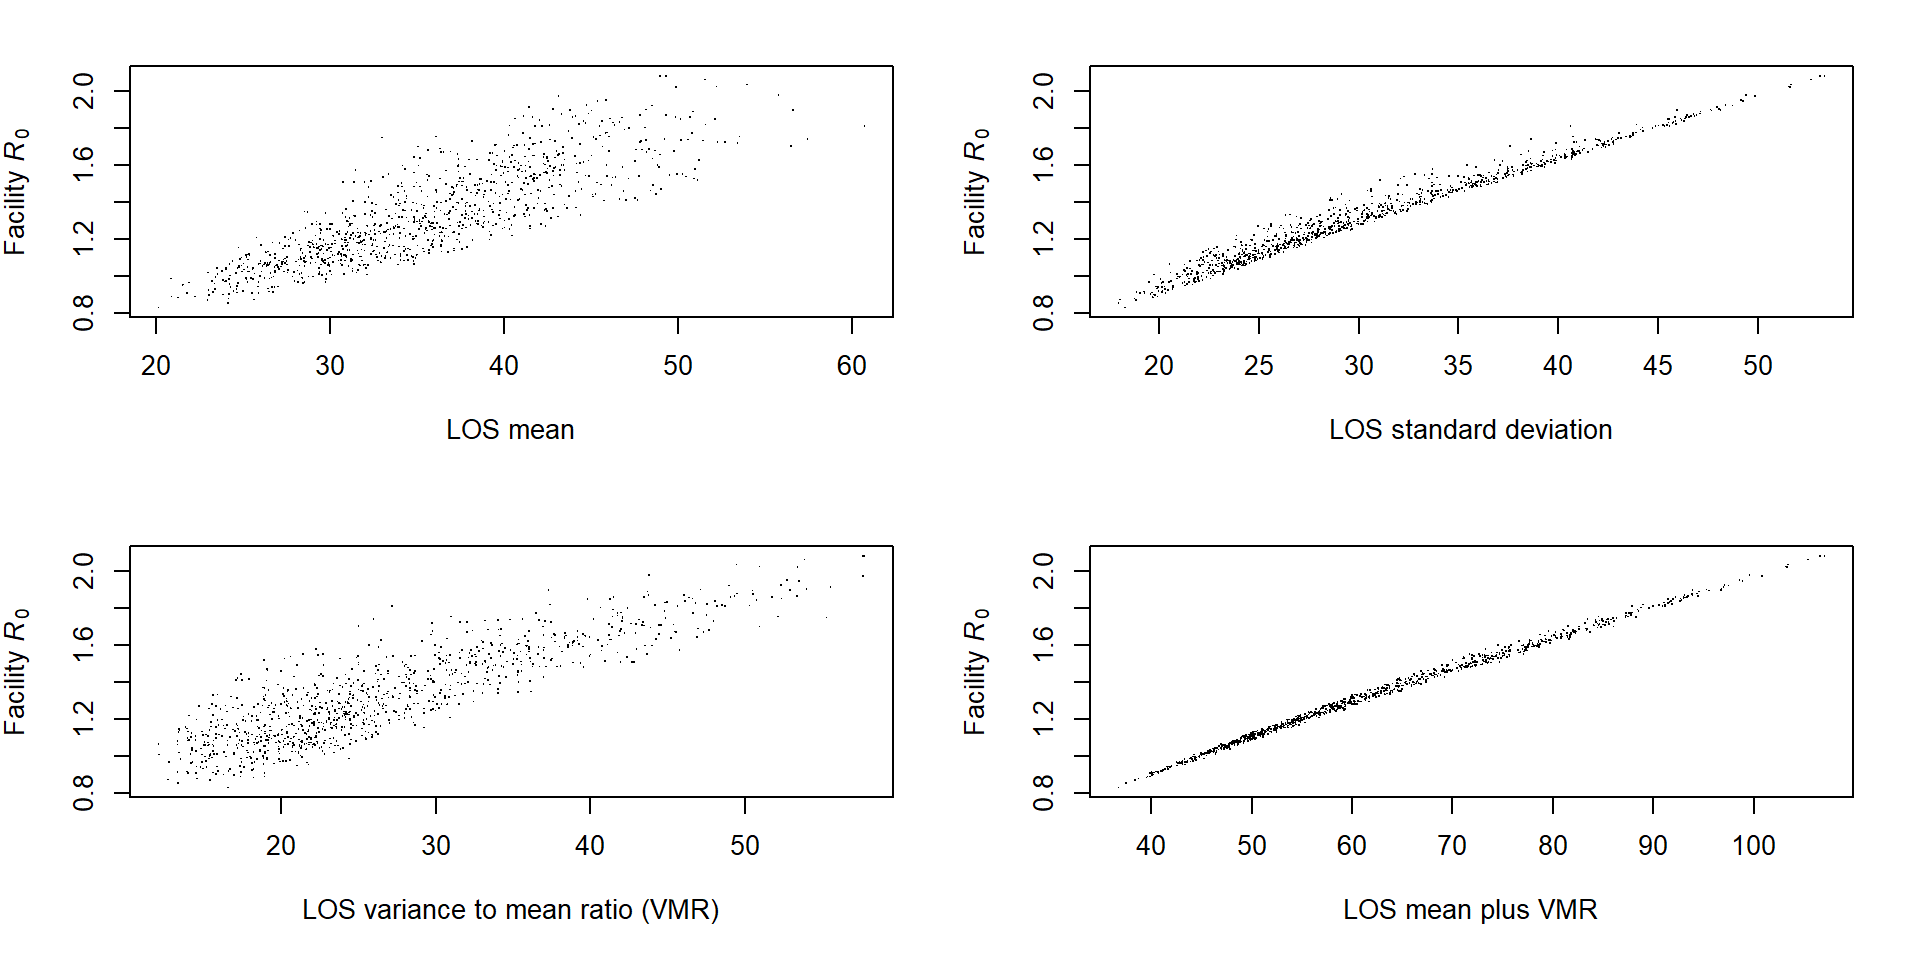 Facility R0
0.8 1.2 1.6 2.0
20 30 40 50 60
LOS mean
Facility R0
0.8 1.2 1.6 2.0
20 25 30 35 40 45 50
LOS standard deviation
Facility R0
0.8 1.2 1.6 2.0
20 30 40 50
LOS variance to mean ratio (VMR)
Facility R0
0.8 1.2 1.6 2.0
40 50 60 70 80 90 100
LOS mean plus VMR